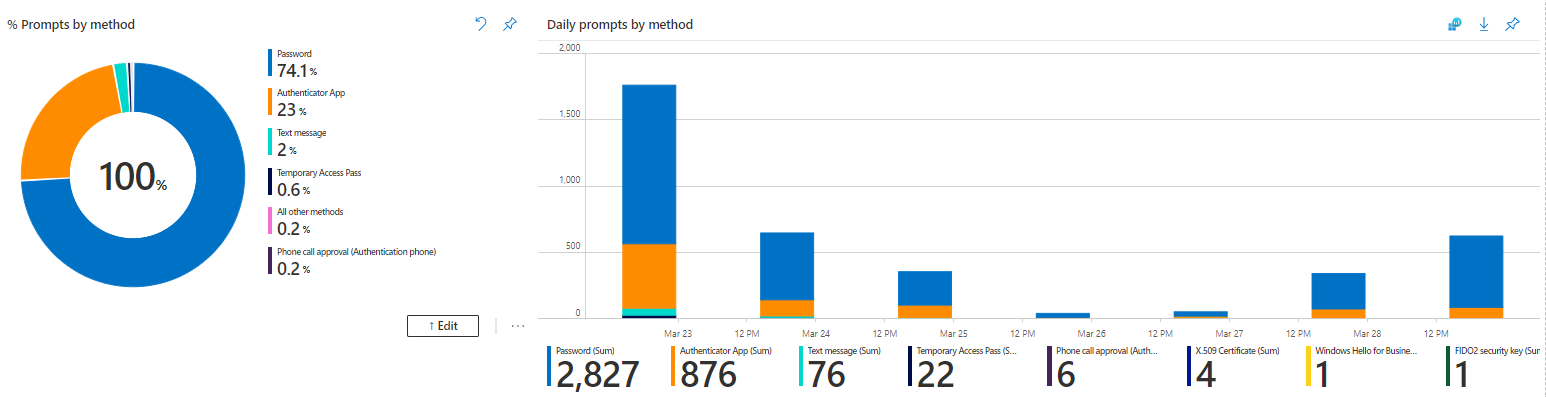 % Prompts by method
Password
74.1 %
Authenticator App
23 %
Text message
2 %
Temporary Access Pass
0.6 %
All other methods
0.2 %
Phone call approval (Authentication phone)
0.2 %
100 %
↑ Edit
...
Daily prompts by method
2,000
1,500
1,000
500
0
Mar 23 12 PM Mar 24 12 PM Mar 25 12 PM Mar 26 12 PM Mar 27 12 PM Mar 28 12 PM
Password (Sum)
2,827
Authenticator App (Sum)
876
Text message (Sum)
76
Temporary Access Pass (S...
22
Phone call approval (Auth...
6
X.509 Certificate (Sum)
4
Windows Hello for Busine...
1
FIDO2 security key (Sum
1